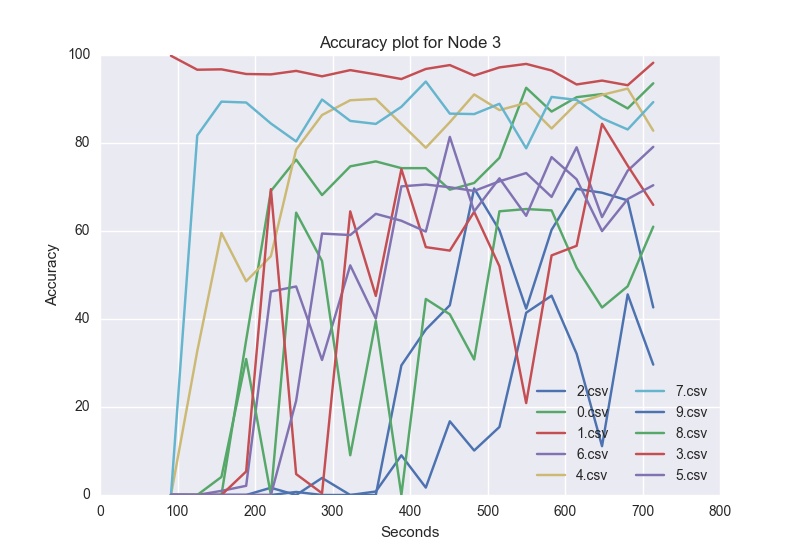 Accuracy plot for Node 3
100
80
60
40
20
0
Accuracy
2.csv
0.csv
1.csv
6.csv
4.csv
7.csv
9.csv
8.csv
3.csv
5.csv
0 100 200 300 400 500 600 700 800
Seconds